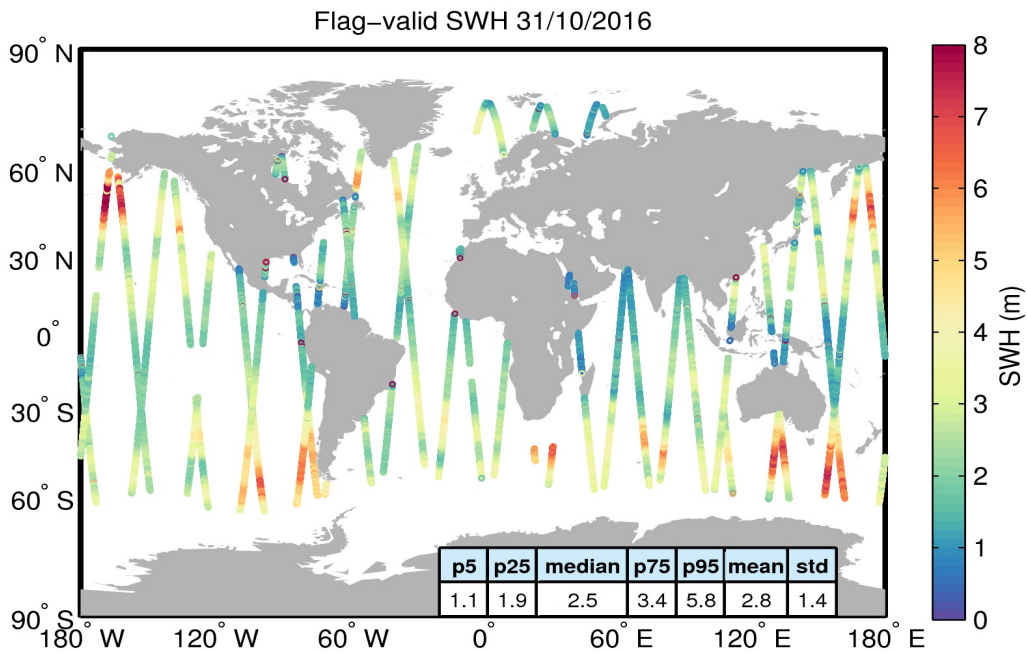 Flag−valid SWH 31/10/2016
90° N
60° N
30° N
0°
30° S
60° S
90° S
180° W
120° W
60° W
0°
60° E
120° E
180° E
p5 p25 median p75 p95 mean std
1.1 1.9 2.5 3.4 5.8 2.8 1.4
8
7
6
5
4
3
2
1
0
SWH (m)